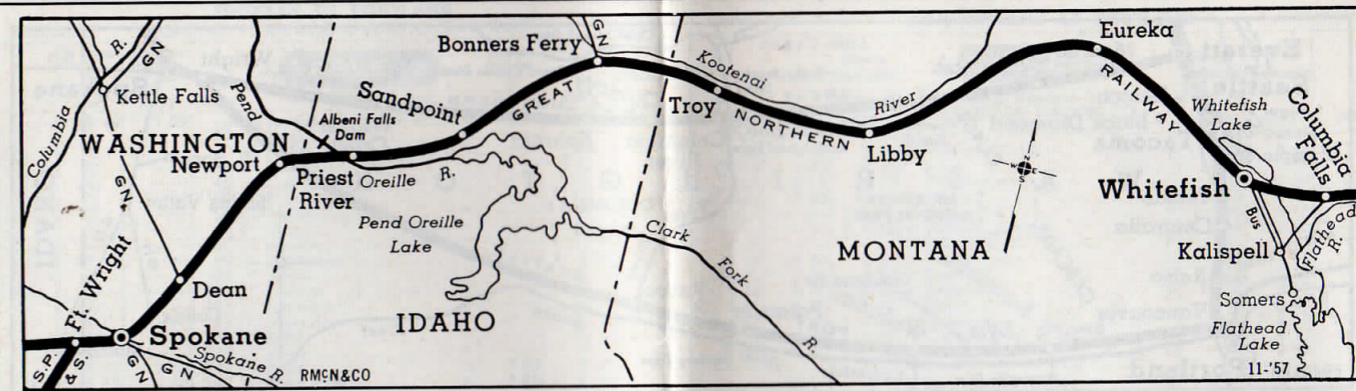 Columbia
R.
GN
Kettle Falls
Pend
WASHINGTON
Newport
GN
Ft. Wright
Dean
Spokane
S.P.
& S.
GN
GN
Spokane R.
RMCN&CO
Albeni Falls
Dam
Priest
River
Oreille
R.
Sandpoint
Pend Oreille
Lake
IDAHO
Bonners Ferry
GN
GREAT
Clark
Fork
R.
Kootenai
River
Troy
NORTHERN
Libby
MONTANA
N
E
S
W
Eureka
RAILWAY
Whitefish
Lake
Whitefish
Columbia
Falls
Bus
Kalispell
Flathead
R.
Somers
Flathead
Lake
11-'57